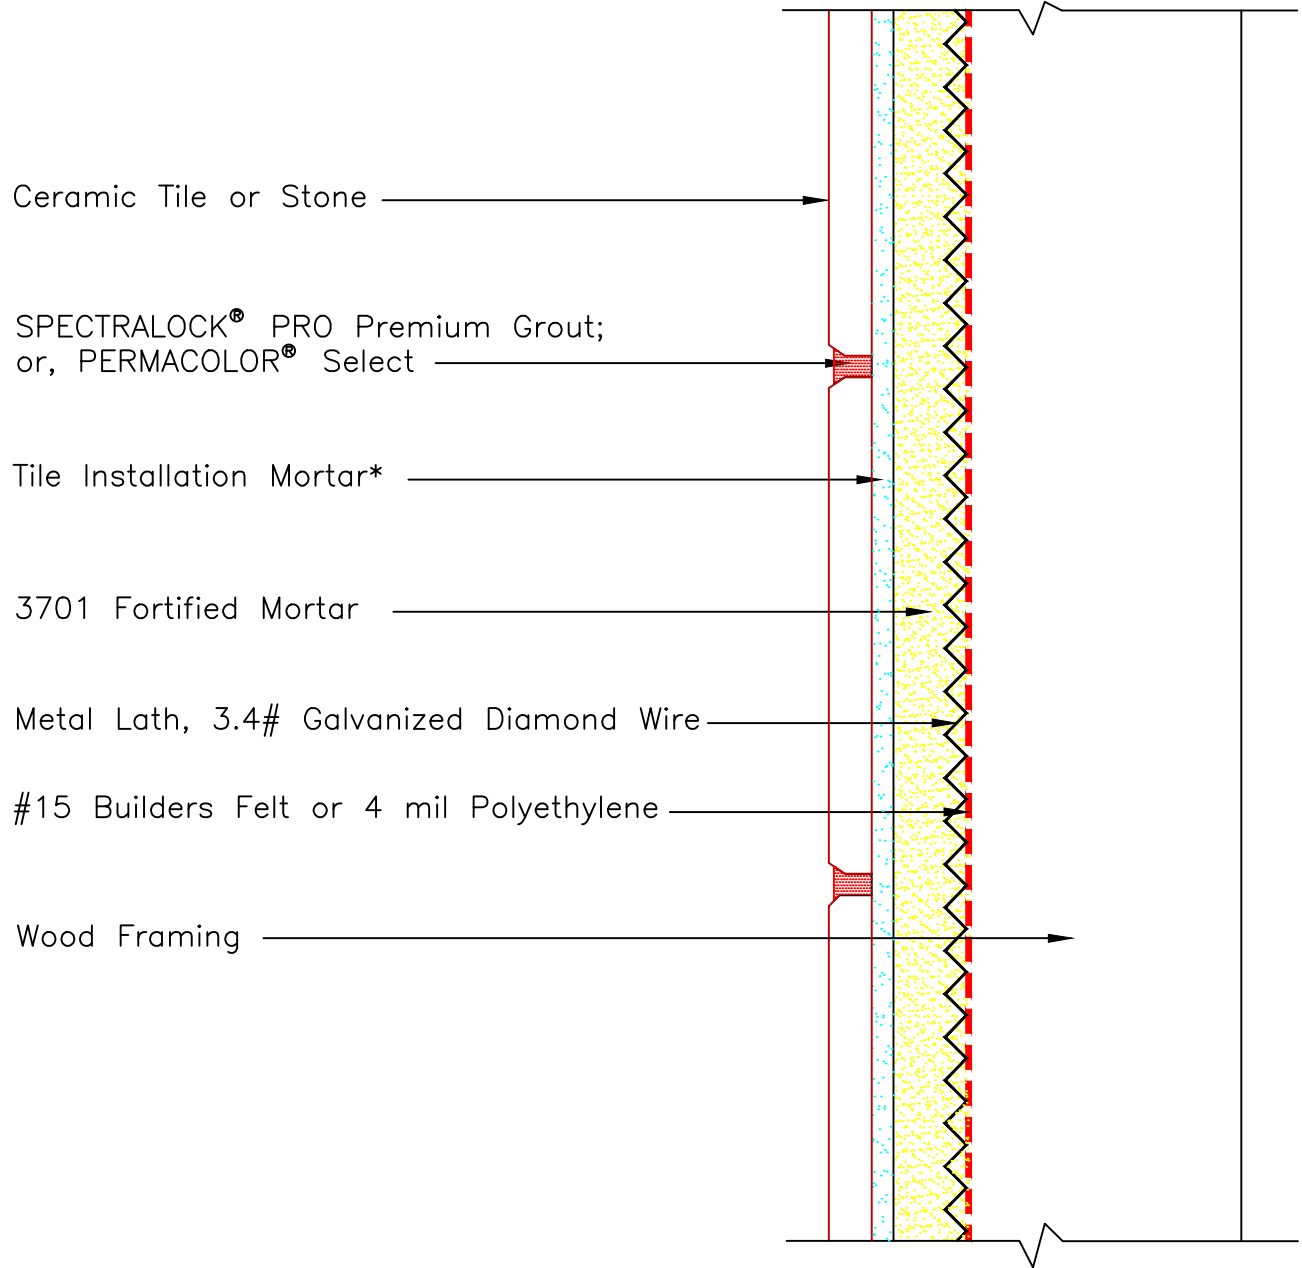 Ceramic Tile or Stone
SPECTRALOCK® PRO Premium Grout;
or, PERMACOLOR® Select
Tile Installation Mortar*
3701 Fortified Mortar
Metal Lath, 3.4# Galvanized Diamond Wire
#15 Builders Felt or 4 mil Polyethylene
Wood Framing